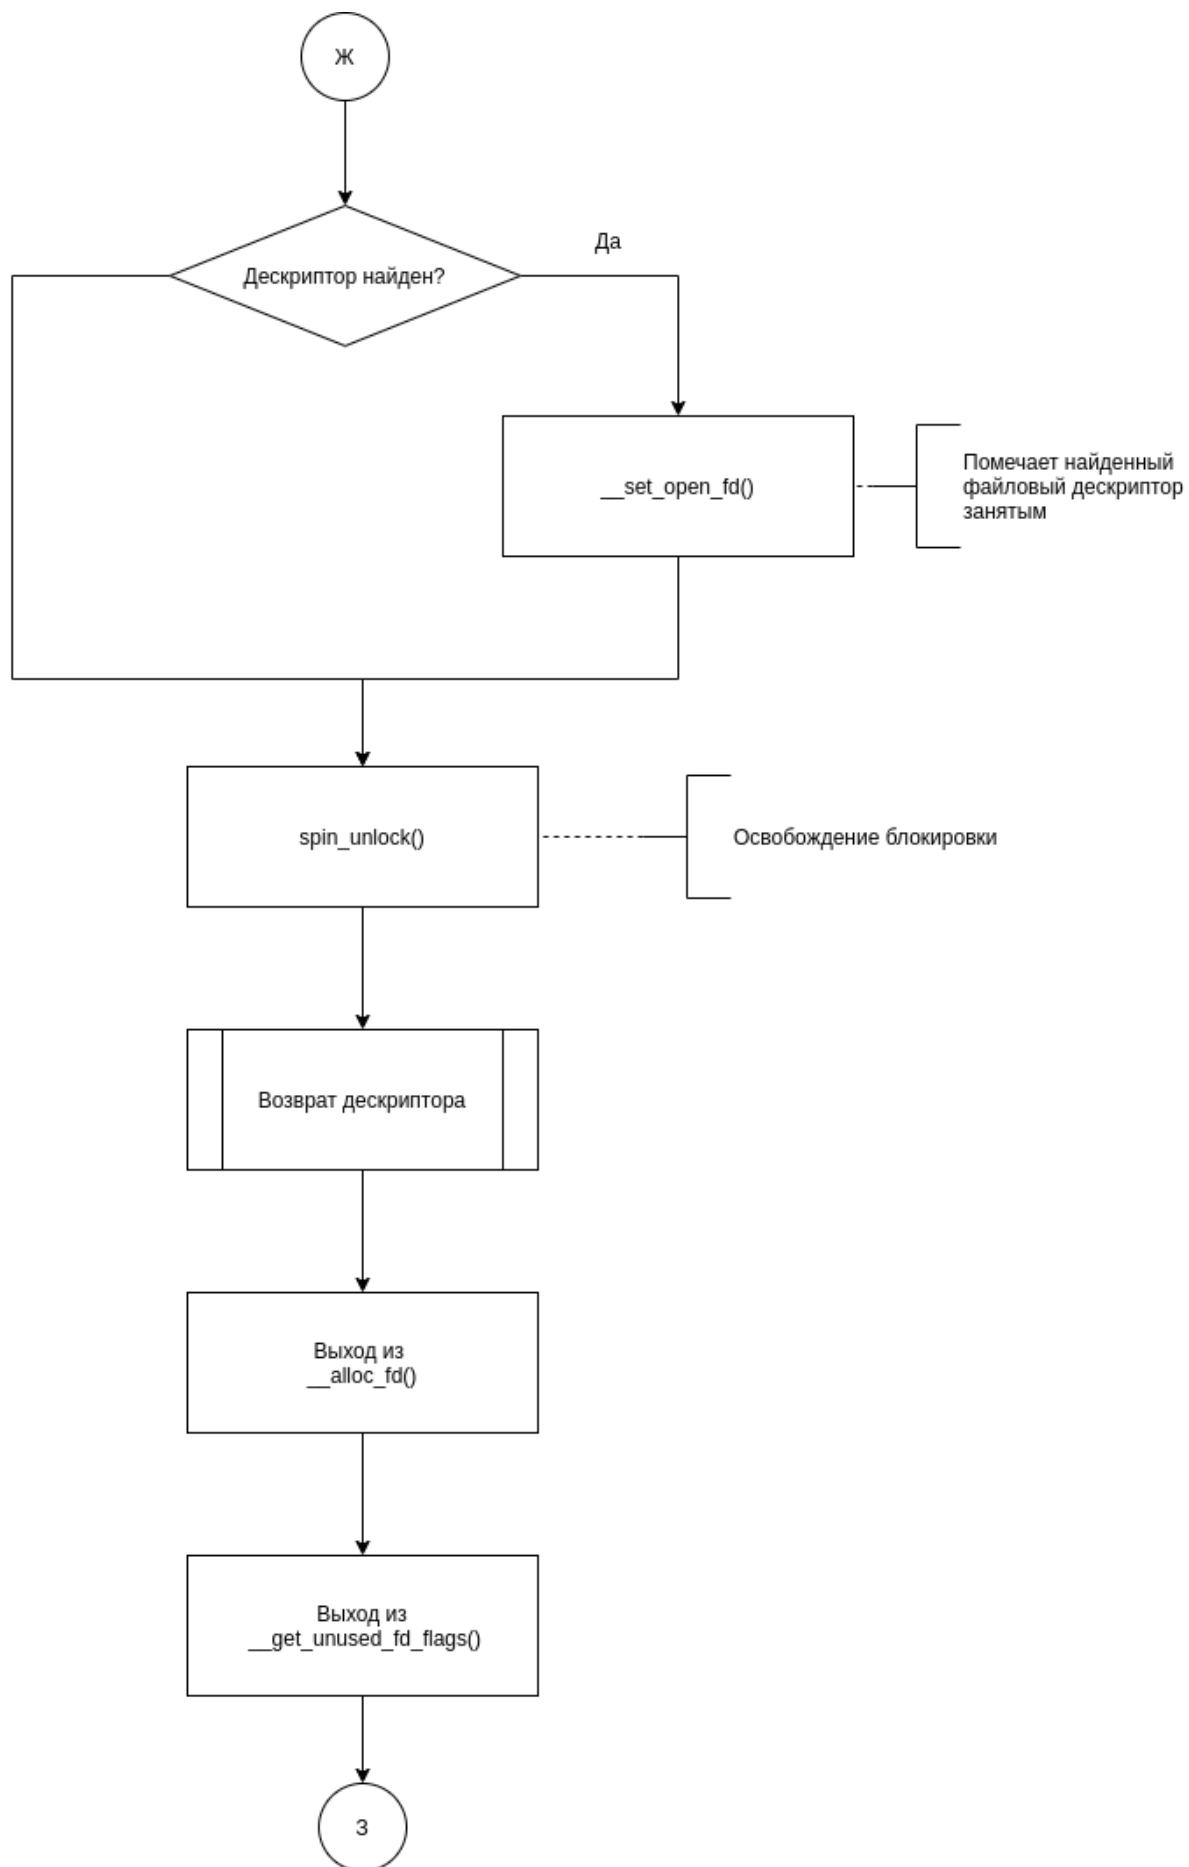 Ж
Да
Дескриптор найден?
__set_open_fd()
Помечает найденный
файловый дескриптор
занятым
spin_unlock()
Освобождение блокировки
Возврат дескриптора
Выход из
__alloc_fd()
Выход из
__get_unused_fd_flags()
З